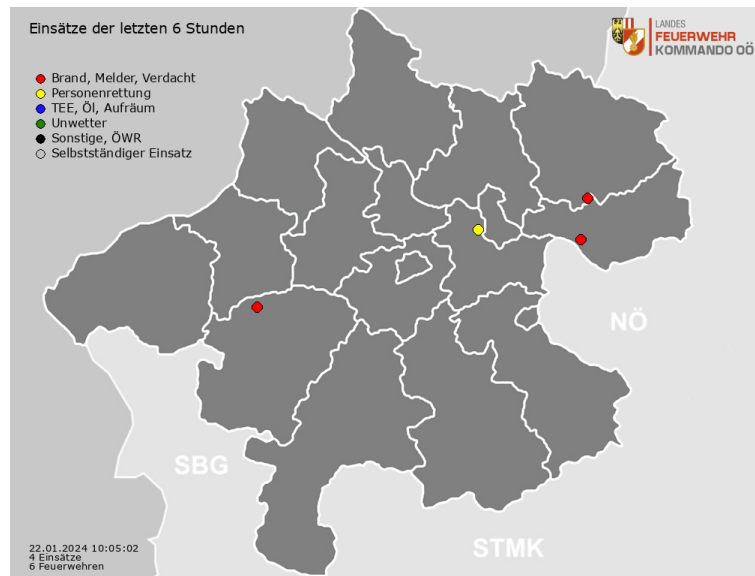 Einsätze der letzten 6 Stunden
LANDES
FEUERWEHR
KOMMANDO OÖ
Brand, Melder, Verdacht
Personenrettung
TEE, Öl, Aufräum
Unwetter
Sonstige, ÖWR
Selbstständiger Einsatz
NÖ
SBG
STMK
22.01.2024 10:05:02
4 Einsätze
6 Feuerwehren